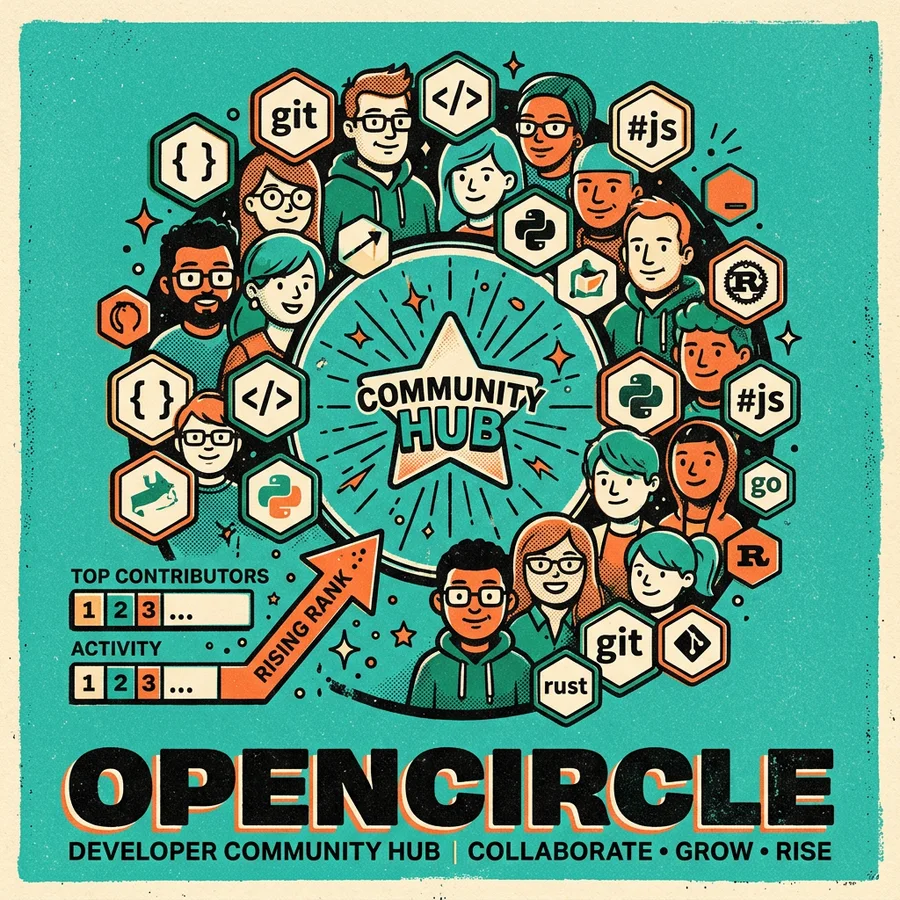 </>
git
#js
{ }
R
{ }
</>
#js
COMMUNITY
HUB
go
R
TOP CONTRIBUTORS
1 2 3 ...
RISING RANK
ACTIVITY
1 2 3 ...
git
rust
OPENCIRCLE
DEVELOPER COMMUNITY HUB | COLLABORATE • GROW • RISE